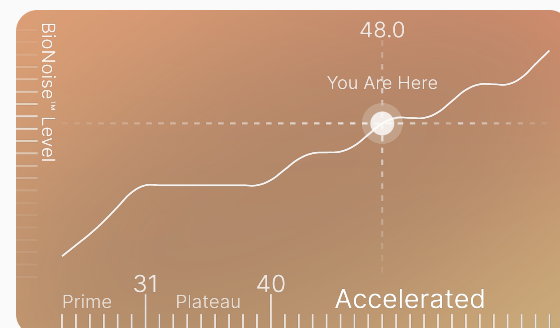 48.0
You Are Here
BioNoise™ Level
31
40
Prime
Plateau
Accelerated